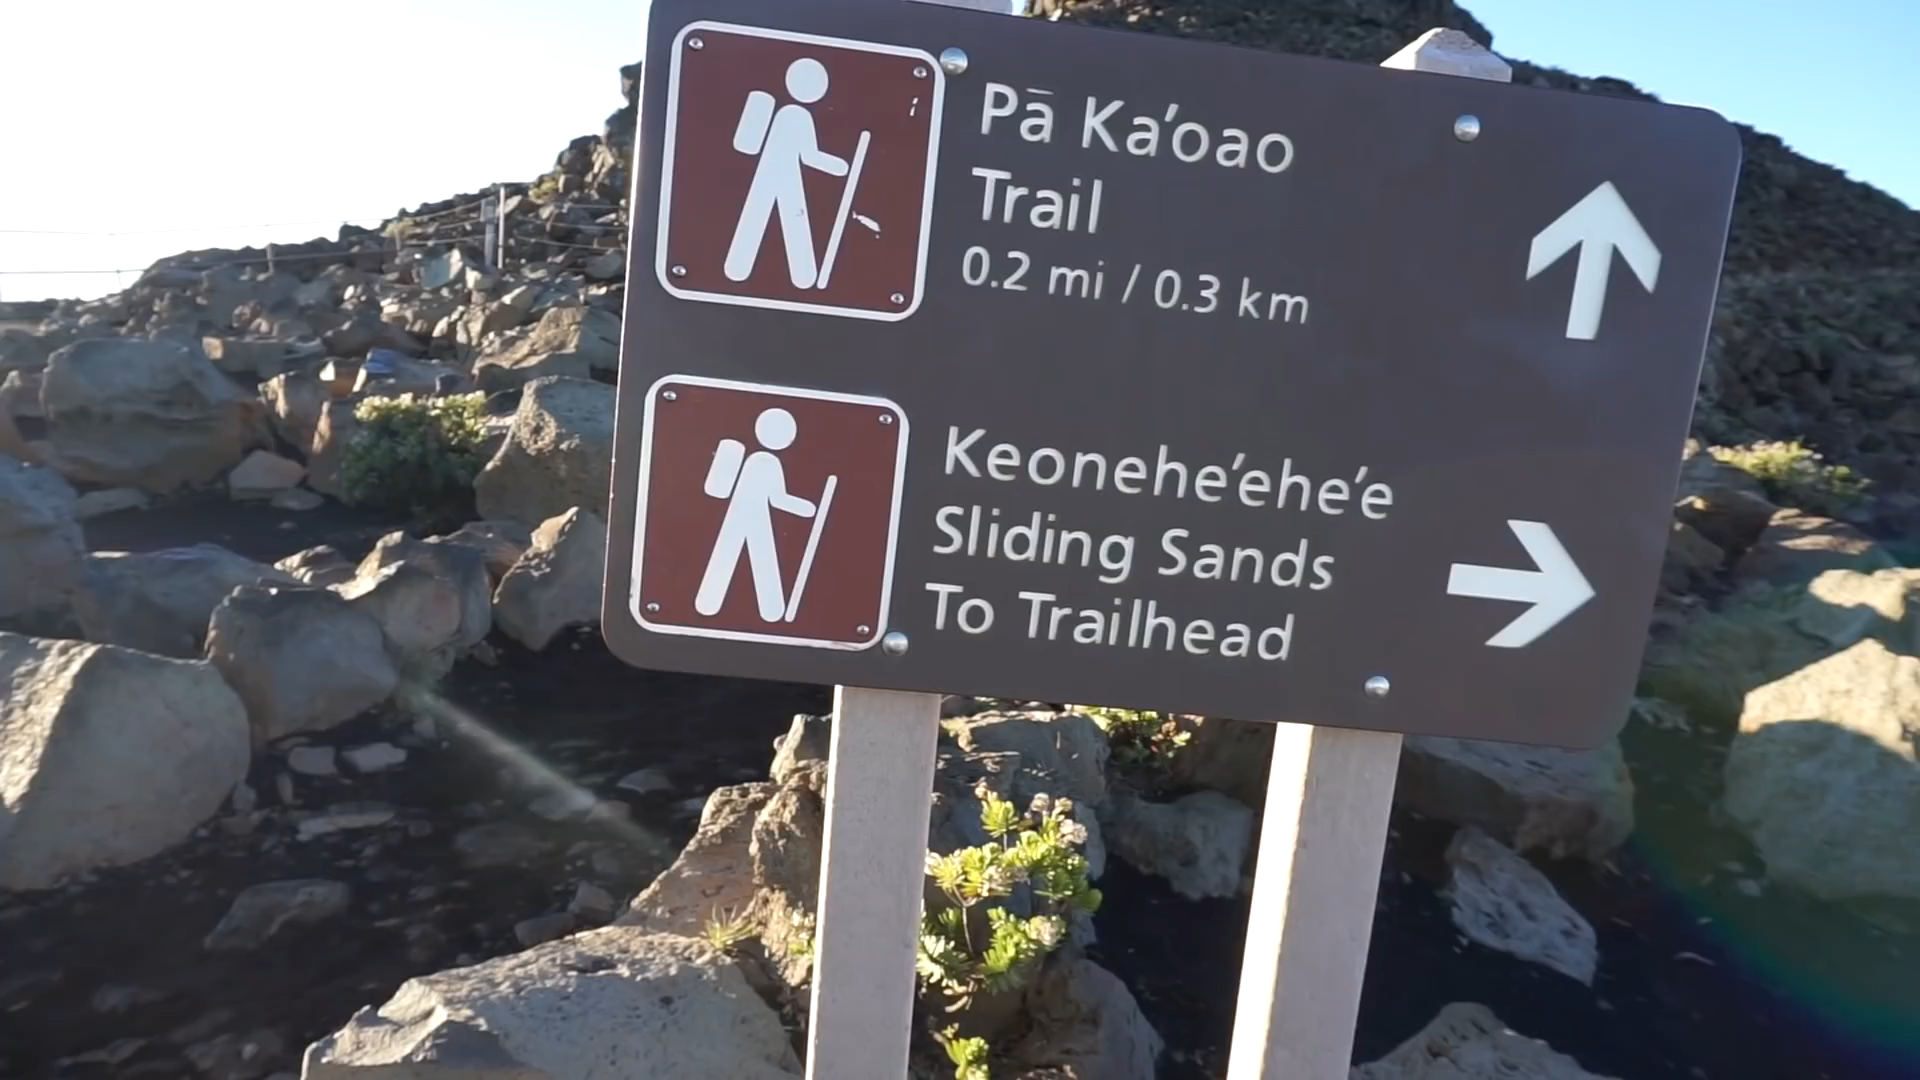 Pā Ka'oao
Trail
0.2 mi / 0.3 km
Keonehe'ehe'e
Sliding Sands
To Trailhead